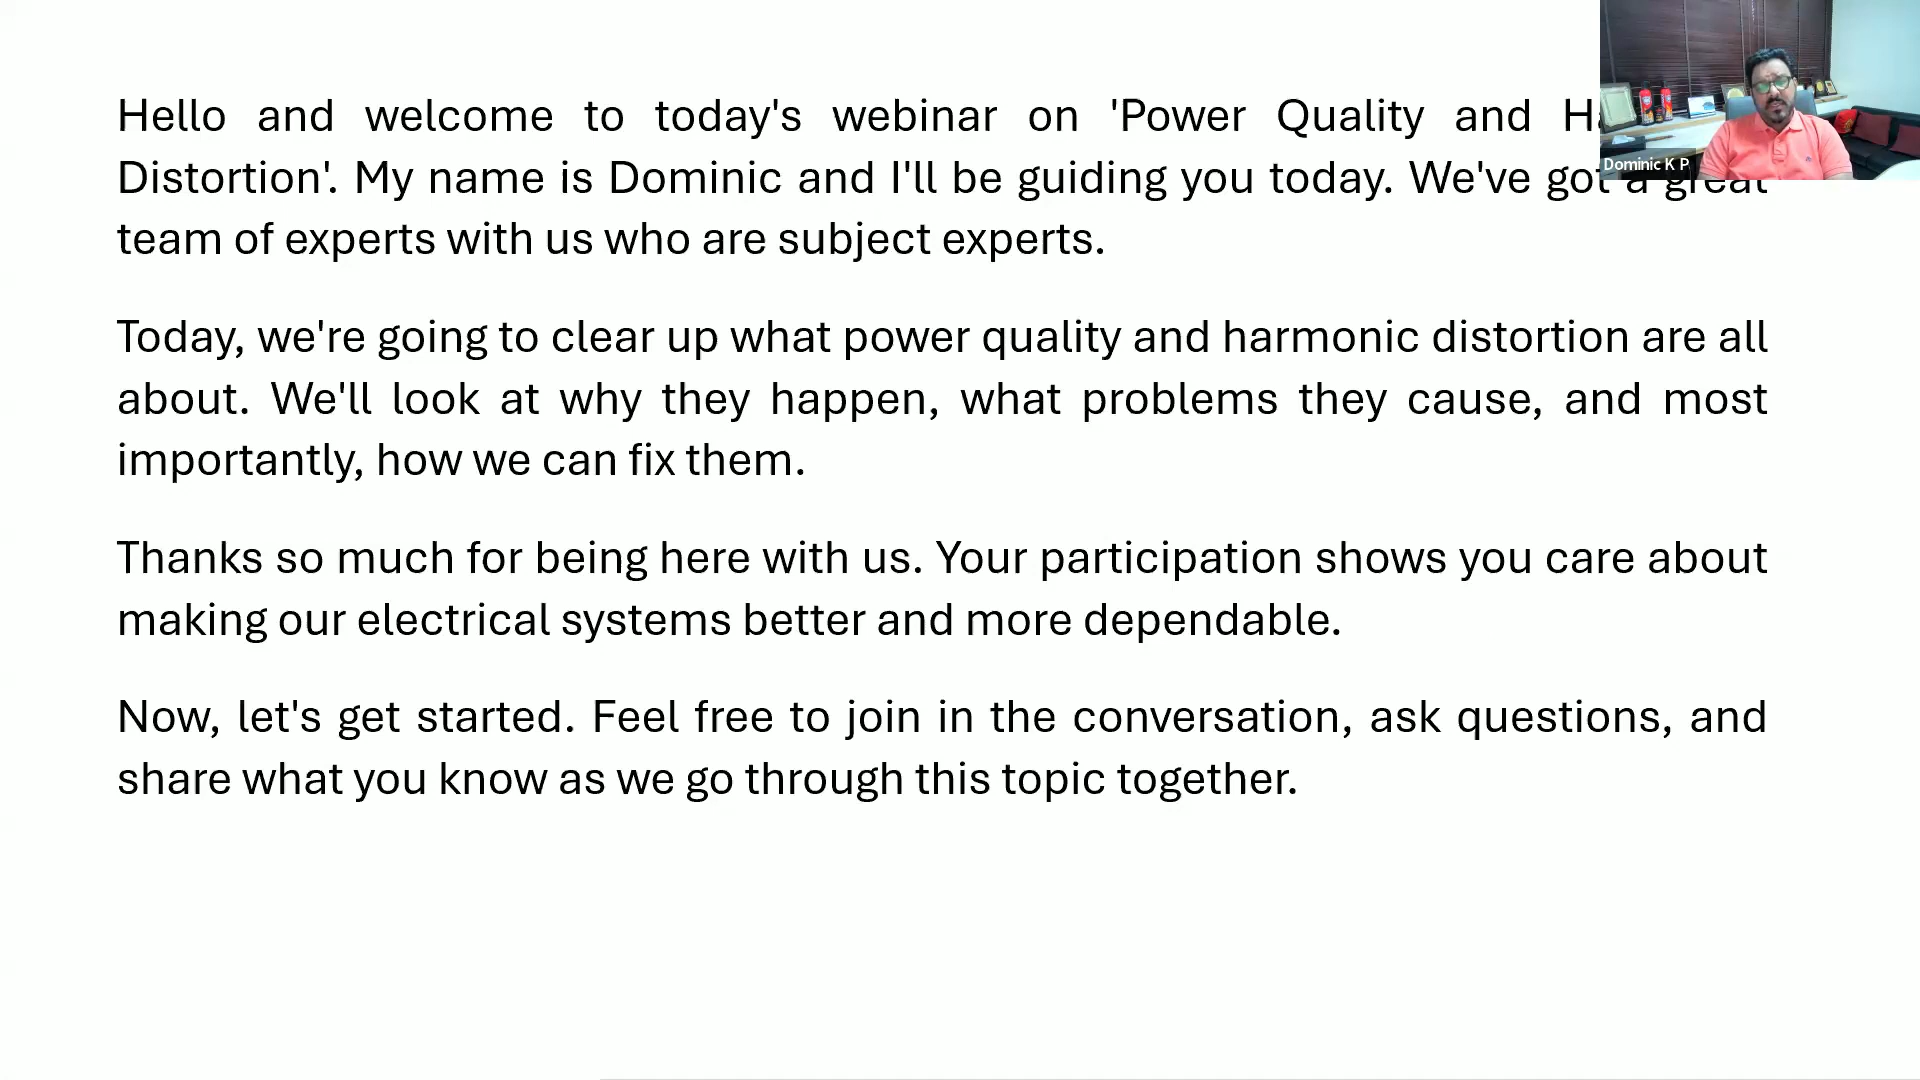 Hello and welcome to today's webinar on 'Power Quality and
Distortion'. My name is Dominic and I'll be guiding you today. We've got a great
team of experts with us who are subject experts.
Today, we're going to clear up what power quality and harmonic distortion are all
about. We'll look at why they happen, what problems they cause, and most
importantly, how we can fix them.
Thanks so much for being here with us. Your participation shows you care about
making our electrical systems better and more dependable.
Now, let's get started. Feel free to join in the conversation, ask questions, and
share what you know as we go through this topic together.
Dominic K P